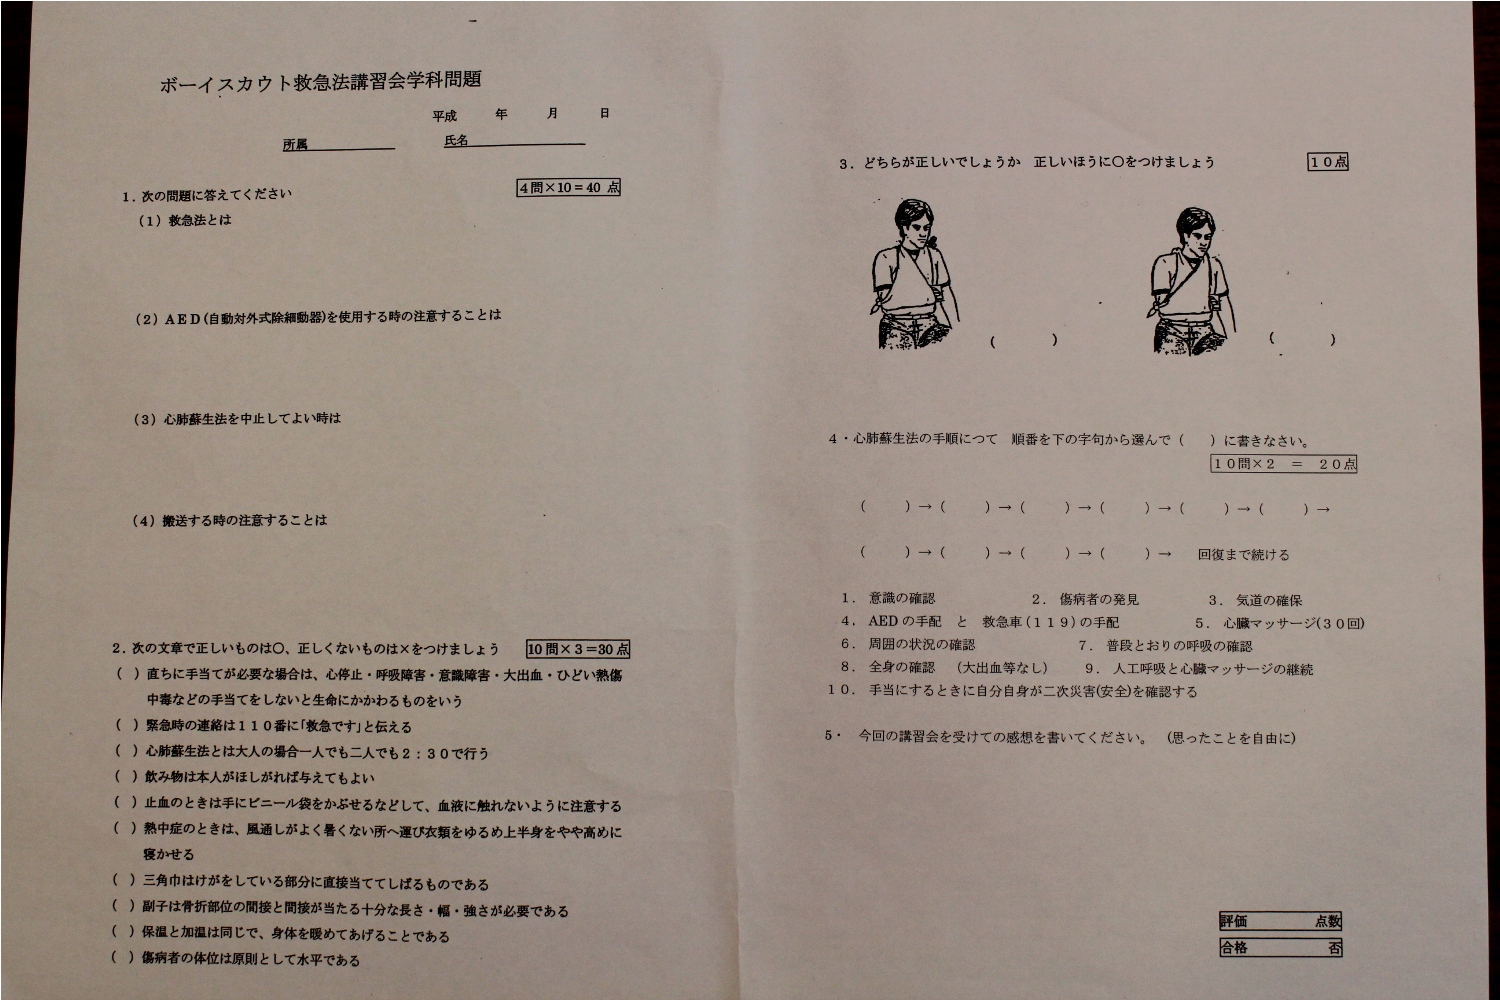 ボーイスカウト救急法講習会学科問題
平成　　年　　月　　日
所属　　　　　氏名
1．次の問題に答えてください　4問×10＝40 点
（1）救急法とは
（2）AED(自動対外式除細動器)を使用する時の注意することは
（3）心肺蘇生法を中止してよい時は
（4）搬送する時の注意することは
2．次の文章で正しいものは〇、正しくないものは×をつけましょう　10問×3＝30点
（　）直ちに手当てが必要な場合は、心停止・呼吸障害・意識障害・大出血・ひどい熱傷
中毒などの手当てをしないと生命にかかわるものをいう
（　）緊急時の連絡は１１０番に｢救急です｣と伝える
（　）心肺蘇生法とは大人の場合一人でも二人でも２：３０で行う
（　）飲み物は本人がほしがれば与えてもよい
（　）止血のときは手にビニール袋をかぶせるなどして、血液に触れないように注意する
（　）熱中症のときは、風通しがよく暑くない所へ運び衣類をゆるめ上半身をやや高めに
寝かせる
（　）三角巾はけがをしている部分に直接当ててしばるものである
（　）副子は骨折部位の間接と間接が当たる十分な長さ・幅・強さが必要である
（　）保温と加温は同じで、身体を暖めてあげることである
（　）傷病者の体位は原則として水平である
3．どちらが正しいでしょうか　正しいほうに〇をつけましょう　１０点
（　　　）　（　　　）
4・心肺蘇生法の手順につて　順番を下の字句から選んで（　　）に書きなさい。
１０問×２　＝　２０点
（　　）→（　　）→（　　）→（　　）→（　　）→（　　）→
（　　）→（　　）→（　　）→（　　）→　回復まで続ける
1．意識の確認　2．傷病者の発見　3．気道の確保
4．AEDの手配　と　救急車(１１９)の手配　5．心臓マッサージ(３０回)
6．周囲の状況の確認　7．普段とおりの呼吸の確認
8．全身の確認　（大出血等なし）　9．人工呼吸と心臓マッサージの継続
１０．手当にするときに自分自身が二次災害(安全)を確認する
5・　今回の講習会を受けての感想を書いてください。　（思ったことを自由に）
評価　点数
合格　否